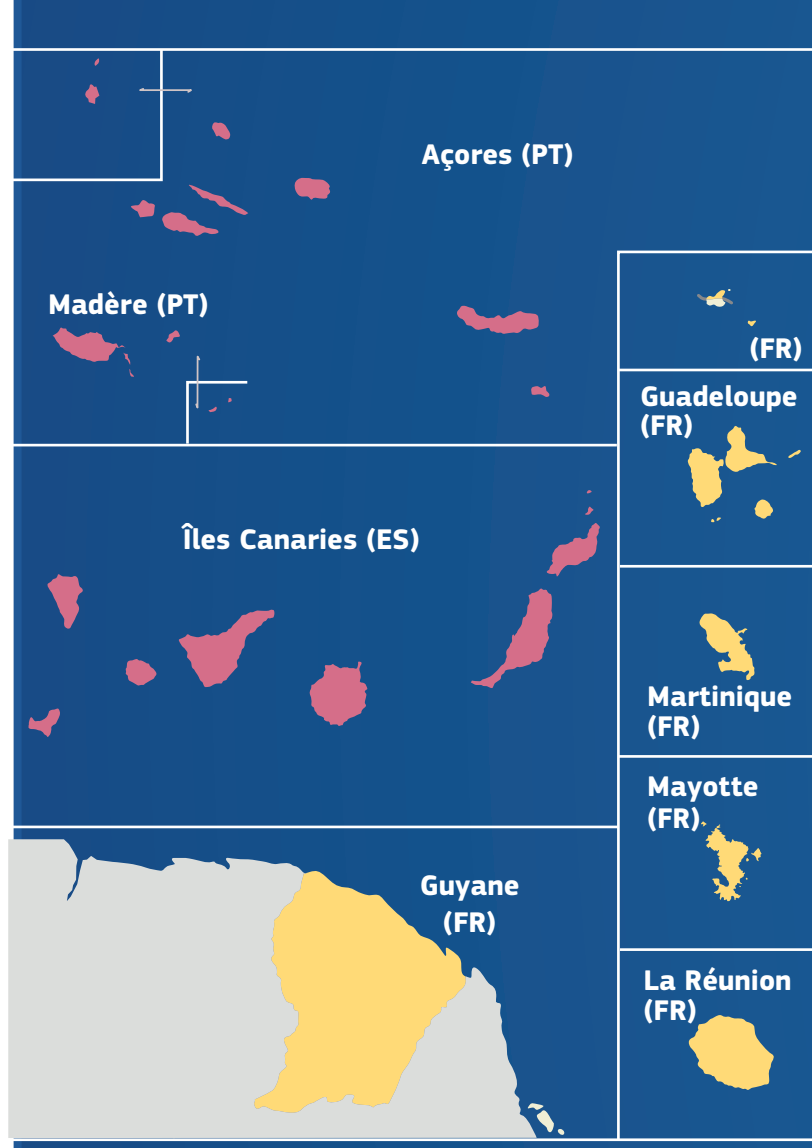 Açores (PT)
Madère (PT)
(FR)
Guadeloupe
(FR)
Îles Canaries (ES)
Martinique
(FR)
Mayotte
(FR)
Guyane
(FR)
La Réunion
(FR)